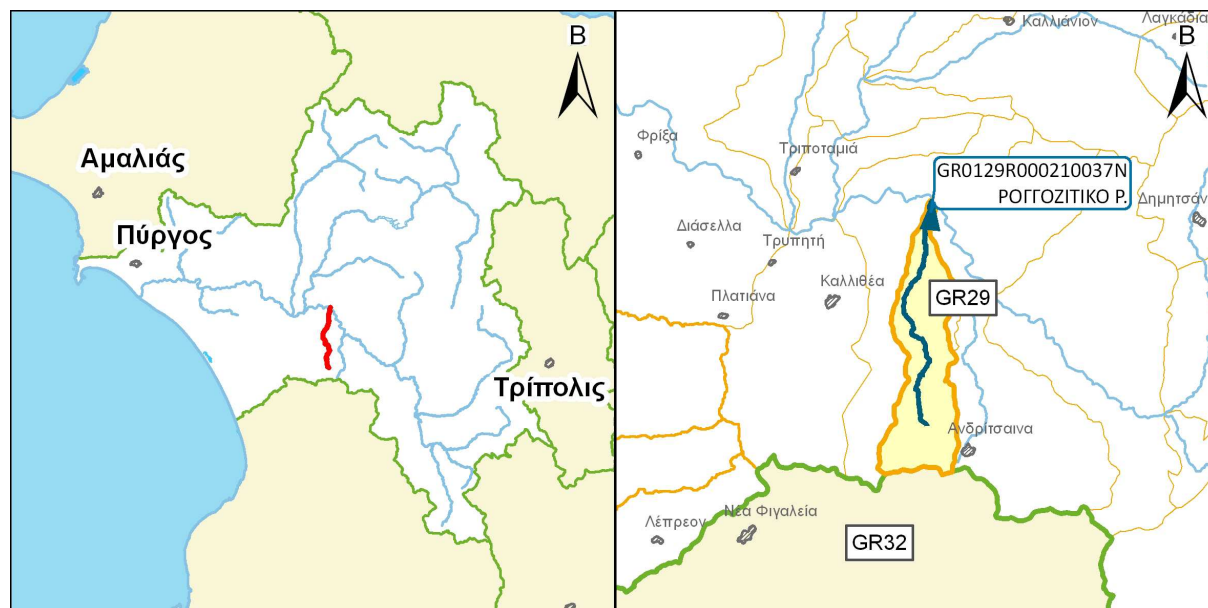 Β
Αμαλιάς
Πύργος
Τρίπολις
Καλλιάνιον
Λαγκάδια
Β
Φρίξα
Τριποταμιά
GR0129R000210037N
ΡΟΓΓΟΖΙΤΙΚΟ Ρ.
Δημητσάν
Διάσελλα
Τρυπητή
Καλλιθέα
GR29
Πλατιάνα
Ανδρίτσαινα
Νέα Φιγαλεία
Λέπρεον
GR32